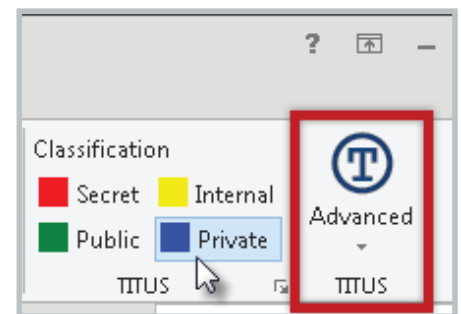 ?
Classification
Secret Internal
Public Private
TITUS
T
Advanced
TITUS